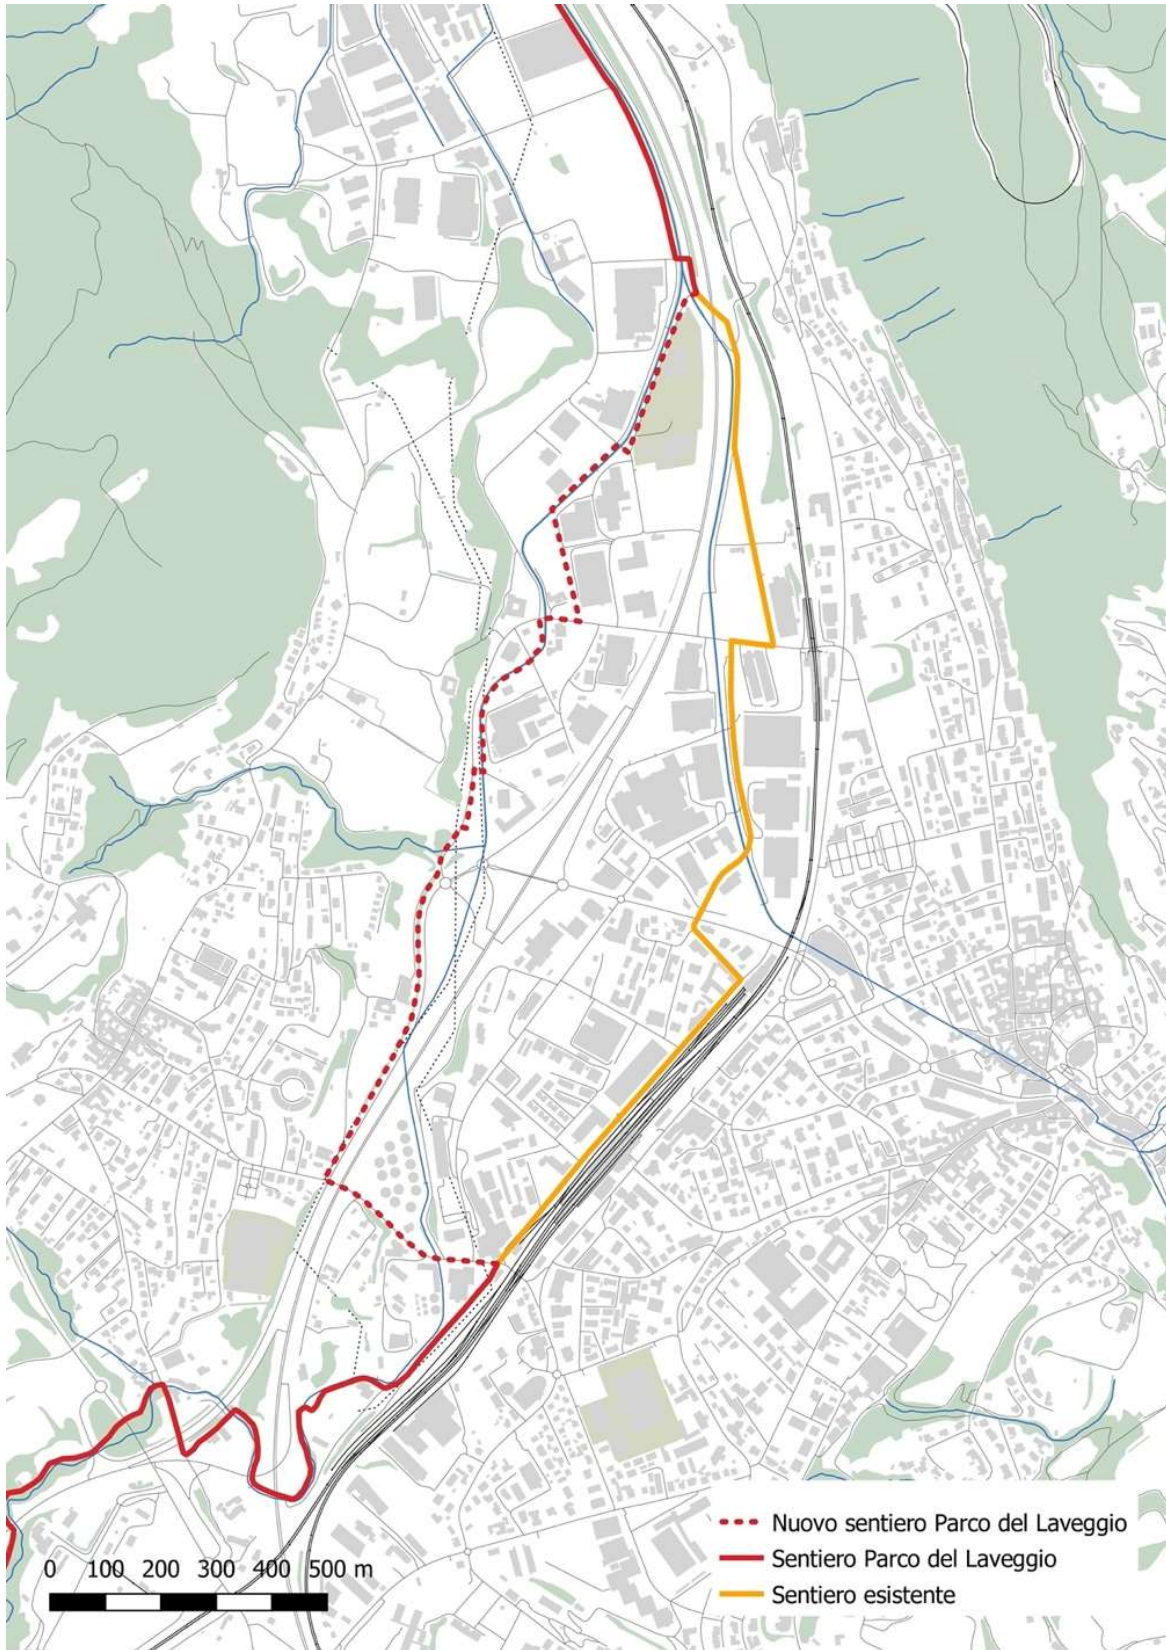 Nuovo sentiero Parco del Laveggio
Sentiero Parco del Laveggio
Sentiero esistente
0 100 200 300 400 500 m